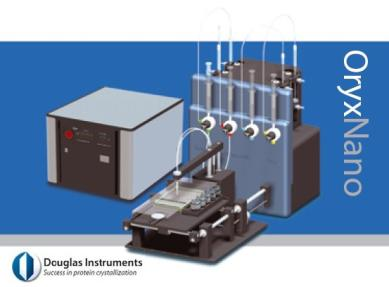 OryxNano
Douglas Instruments
Success in protein crystallization